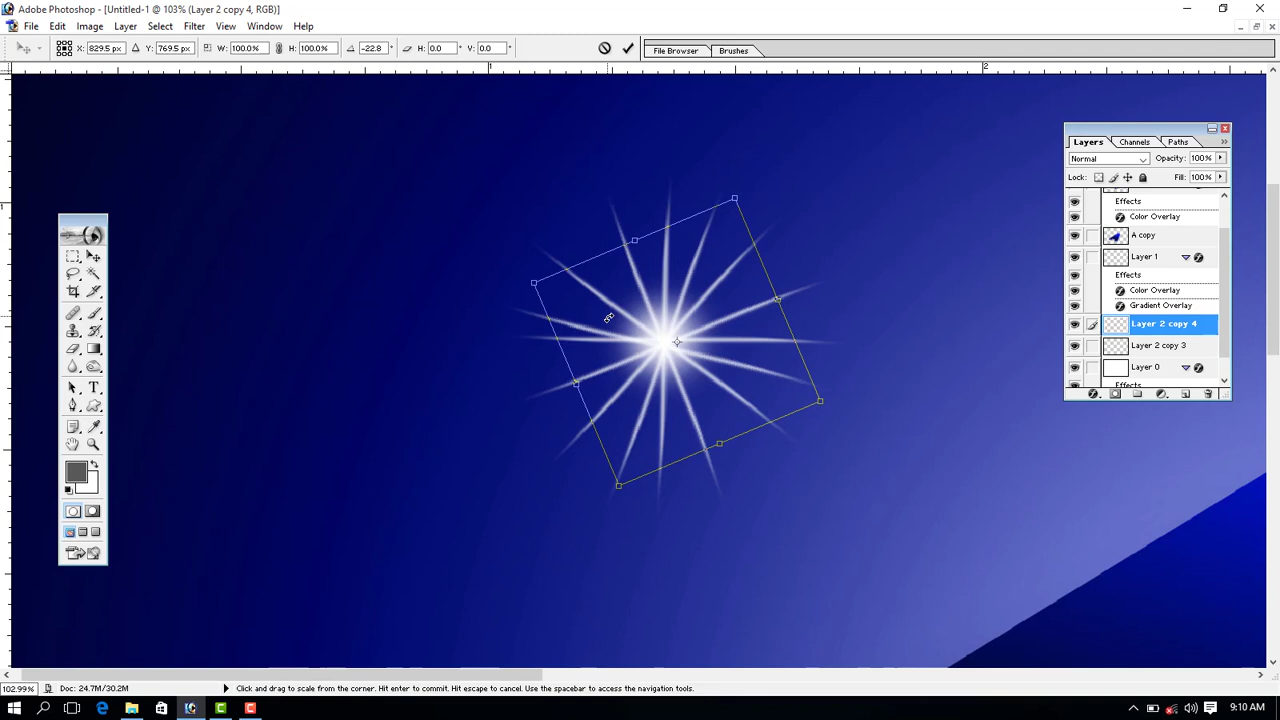 Adobe Photoshop - [Untitled-1 @ 103% (Layer 2 copy 4, RGB)]
File Edit Image Layer Select Filter View Window Help
X: 829.5 px Y: 769.5 px W: 100.0% H: 100.0% -22.8 H: 0.0 V: 0.0
File Browser Brushes
1 2
1
Layers Channels Paths
Normal Opacity: 100%
Lock: Fill: 100%
Effects
Color Overlay
A copy
Layer 1
Effects
Color Overlay
Gradient Overlay
Layer 2 copy 4
Layer 2 copy 3
Layer 0
Effects
T
102.99% Doc: 24.7M/30.2M Click and drag to scale from the corner. Hit enter to commit. Hit escape to cancel. Use the spacebar to access the navigation tools.
9:10 AM